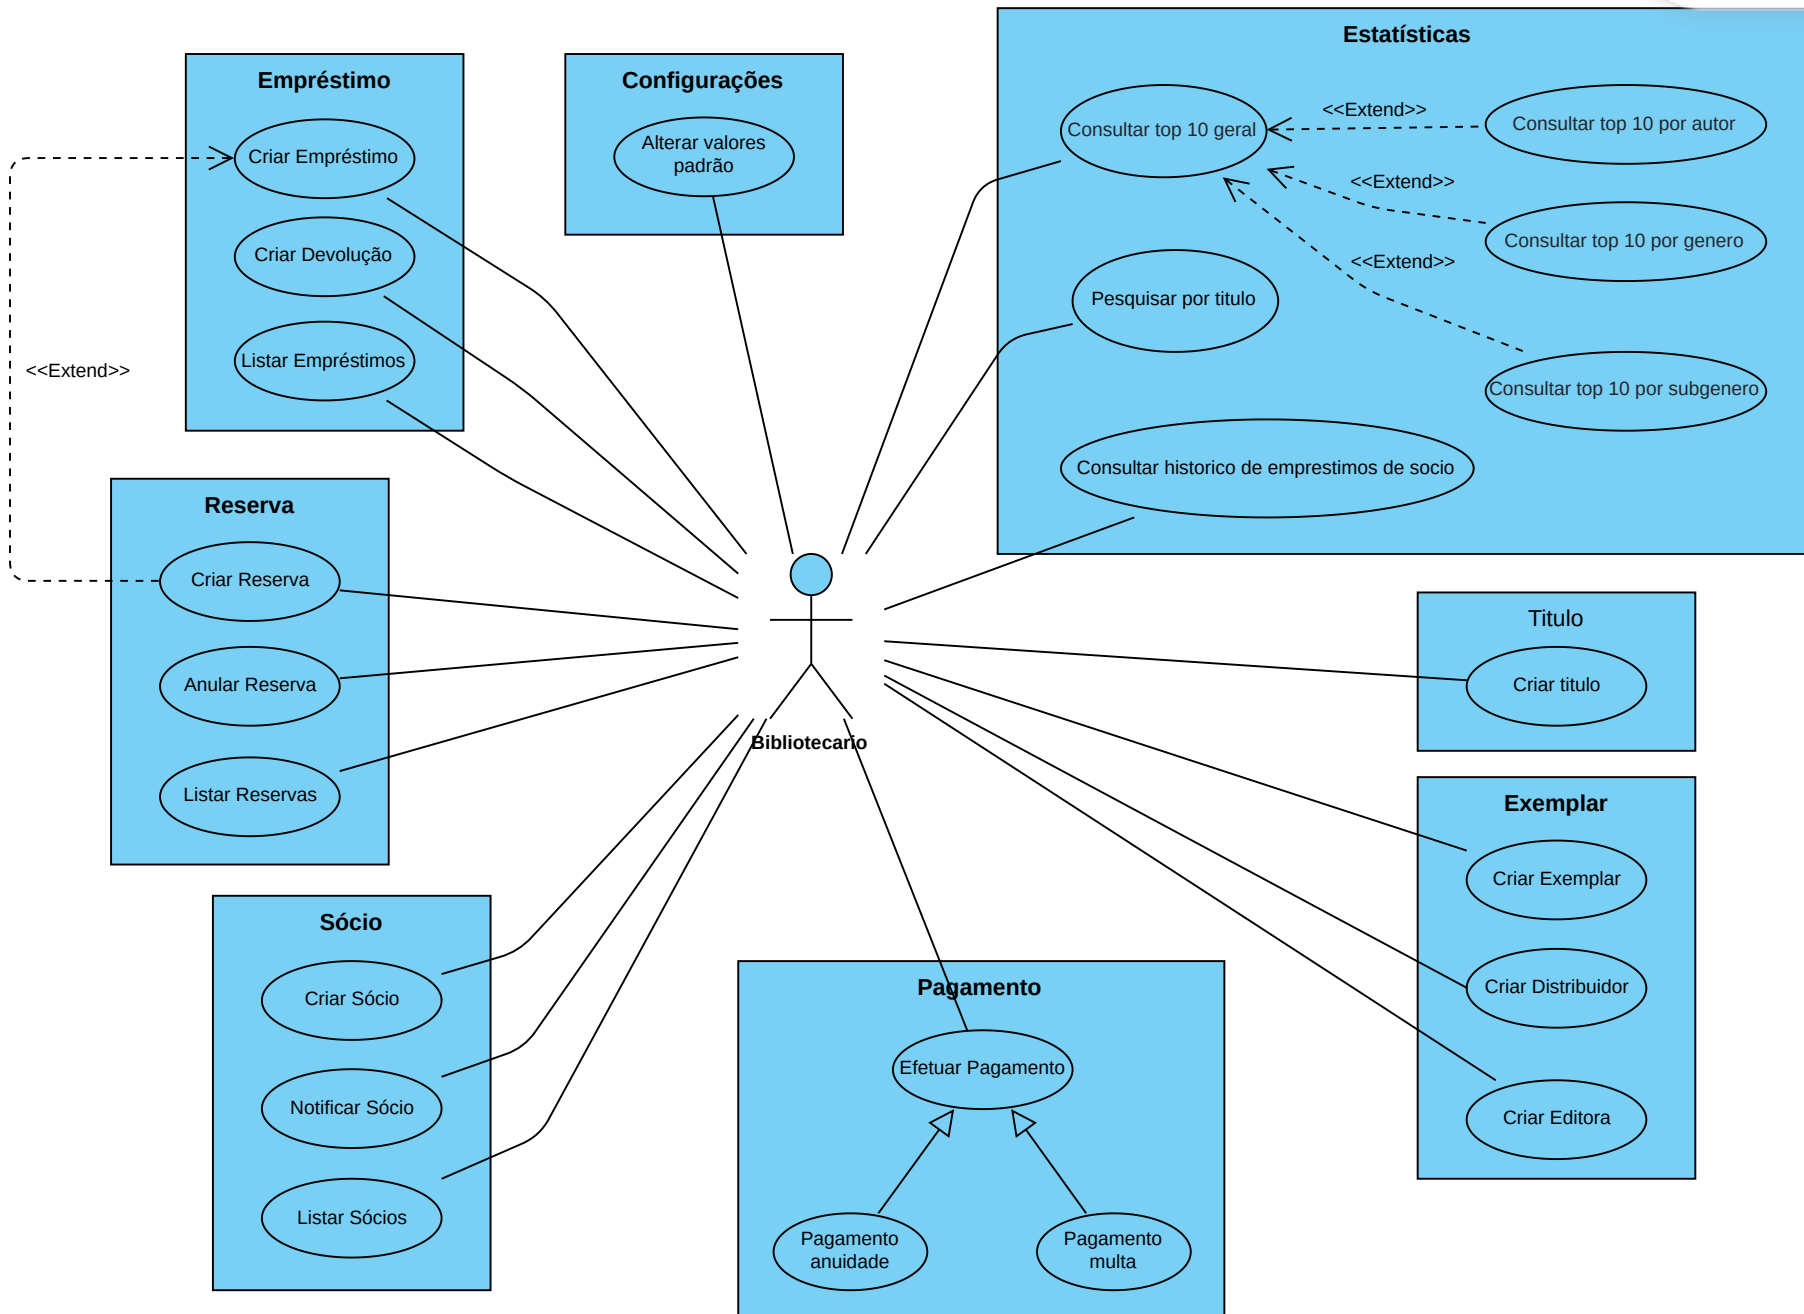 Empréstimo
Criar Empréstimo
Criar Devolução
Listar Empréstimos
<<Extend>>
Configurações
Alterar valores
padrão
Estatísticas
Consultar top 10 geral
<<Extend>>
Consultar top 10 por autor
<<Extend>>
Consultar top 10 por genero
<<Extend>>
Consultar top 10 por subgenero
Pesquisar por titulo
Consultar historico de emprestimos de socio
Reserva
Criar Reserva
Anular Reserva
Listar Reservas
Bibliotecario
Titulo
Criar titulo
Exemplar
Criar Exemplar
Criar Distribuidor
Criar Editora
Sócio
Criar Sócio
Notificar Sócio
Listar Sócios
Pagamento
Efetuar Pagamento
Pagamento
anuidade
Pagamento
multa